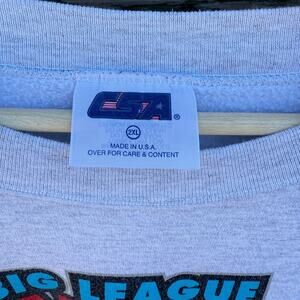 CSA ®
2XL
MADE IN U.S.A.
OVER FOR CARE & CONTENT
BIG LEAGUE